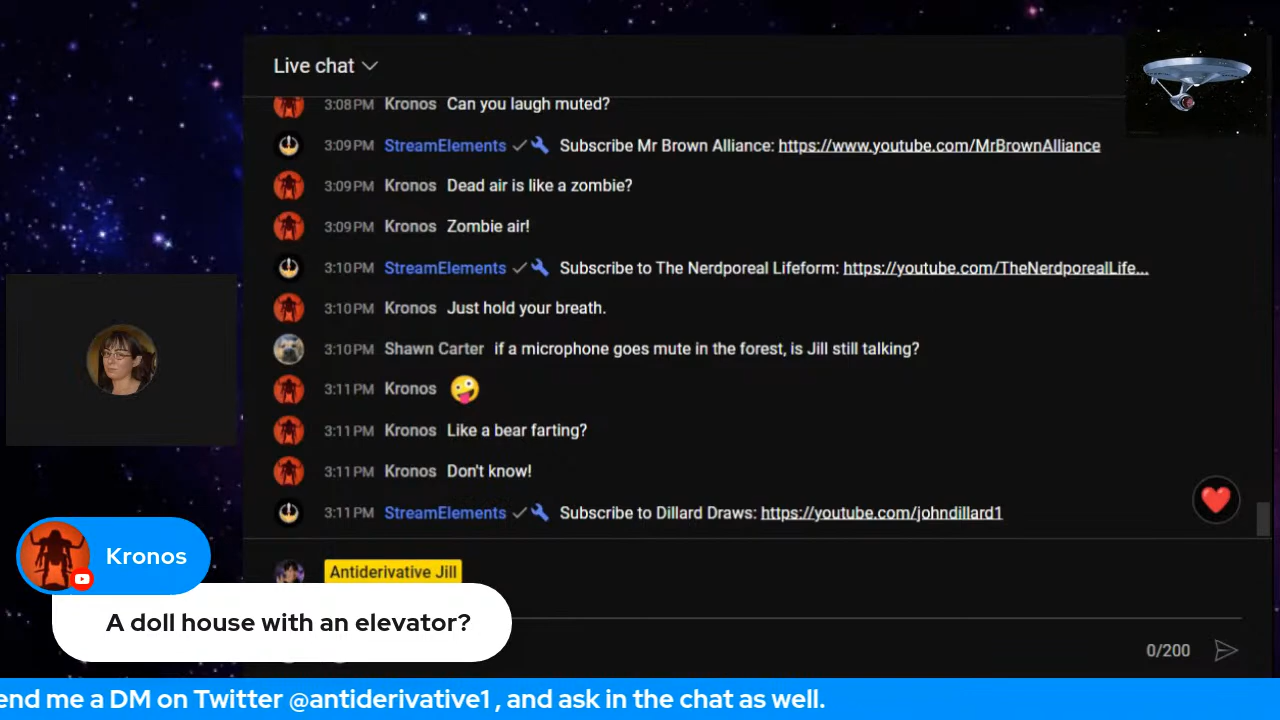 Live chat
3:08 PM Kronos Can you laugh muted?
3:09 PM StreamElements Subscribe Mr Brown Alliance: https://www.youtube.com/MrBrownAlliance
3:09 PM Kronos Dead air is like a zombie?
3:09 PM Kronos Zombie air!
3:10 PM StreamElements Subscribe to The Nerdporeal Lifeform: https://youtube.com/TheNerdporealLife...
3:10 PM Kronos Just hold your breath.
3:10 PM Shawn Carter if a microphone goes mute in the forest, is Jill still talking?
3:11 PM Kronos 🤪
3:11 PM Kronos Like a bear farting?
3:11 PM Kronos Don't know!
3:11 PM StreamElements Subscribe to Dillard Draws: https://youtube.com/johndillard1
Antiderivative Jill
Kronos
A doll house with an elevator?
0/200
end me a DM on Twitter @antiderivative1 , and ask in the chat as well.